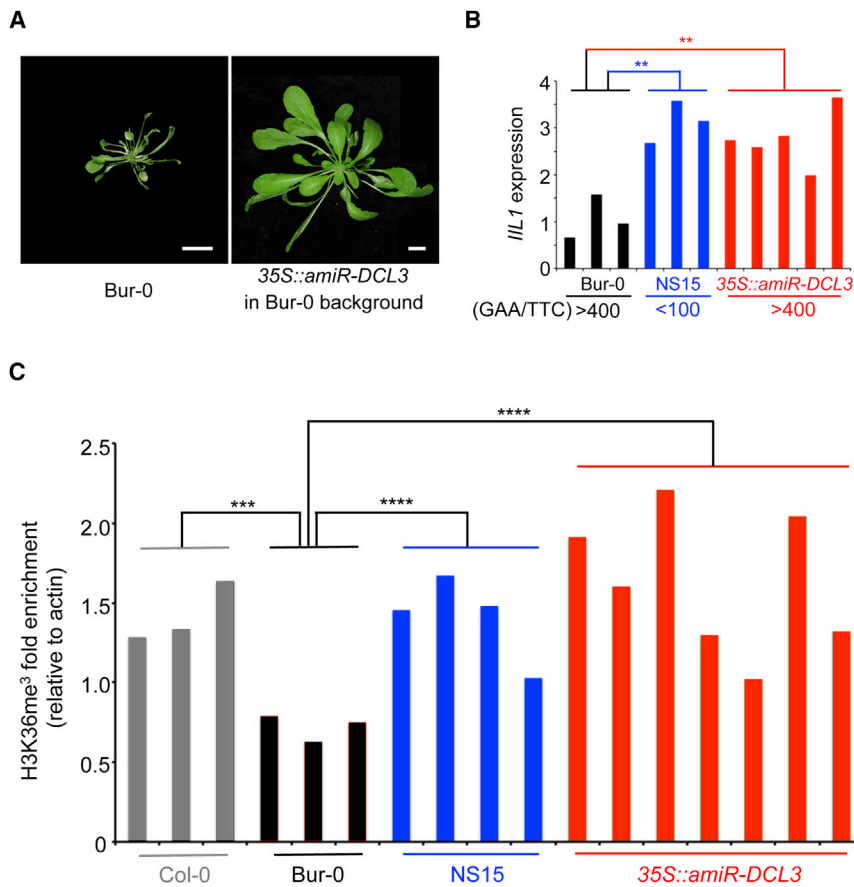 A
Bur-0
35S::amiR-DCL3
in Bur-0 background
B
**
**
4
3
2
1
0
IIL1 expression
Bur-0 NS15 35S::amiR-DCL3
(GAA/TTC) >400 <100 >400
C
****
*** ****
2.5
2.0
1.5
1.0
0.5
0
H3K36me³ fold enrichment
(relative to actin)
Col-0 Bur-0 NS15 35S::amiR-DCL3